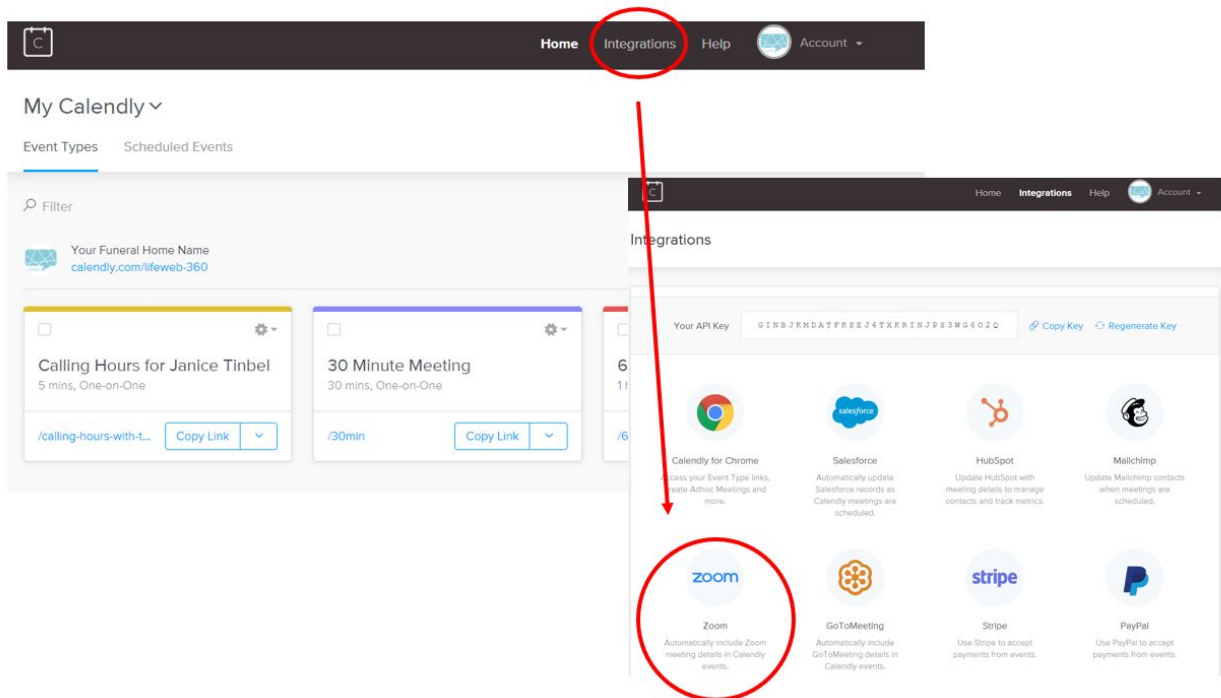 C
Home Integrations Help Account
My Calendly
Event Types Scheduled Events
Filter
Your Funeral Home Name
calendly.com/lifeweb-360
Calling Hours for Janice Tinbel
5 mins, One-on-One
/calling-hours-with-t... Copy Link
30 Minute Meeting
30 mins, One-on-One
/30min Copy Link
6
1 h
/6
C
Home Integrations Help Account
Integrations
Your API Key GINBJKMDATFKSEJ4TXKRINJPS3WG6O2Q Copy Key Regenerate Key
salesforce
Calendly for Chrome
Access your Event Type links,
create Adhoc Meetings and
more.
Salesforce
Automatically update
Salesforce records as
Calendly meetings are
scheduled.
HubSpot
Update HubSpot with
meeting details to manage
contacts and track metrics.
Mailchimp
Update Mailchimp contacts
when meetings are
scheduled.
zoom
Zoom
Automatically include Zoom
meeting details in Calendly
events.
GoToMeeting
Automatically include
GoToMeeting details in
Calendly events.
stripe
Stripe
Use Stripe to accept
payments from events.
PayPal
Use PayPal to accept
payments from events.